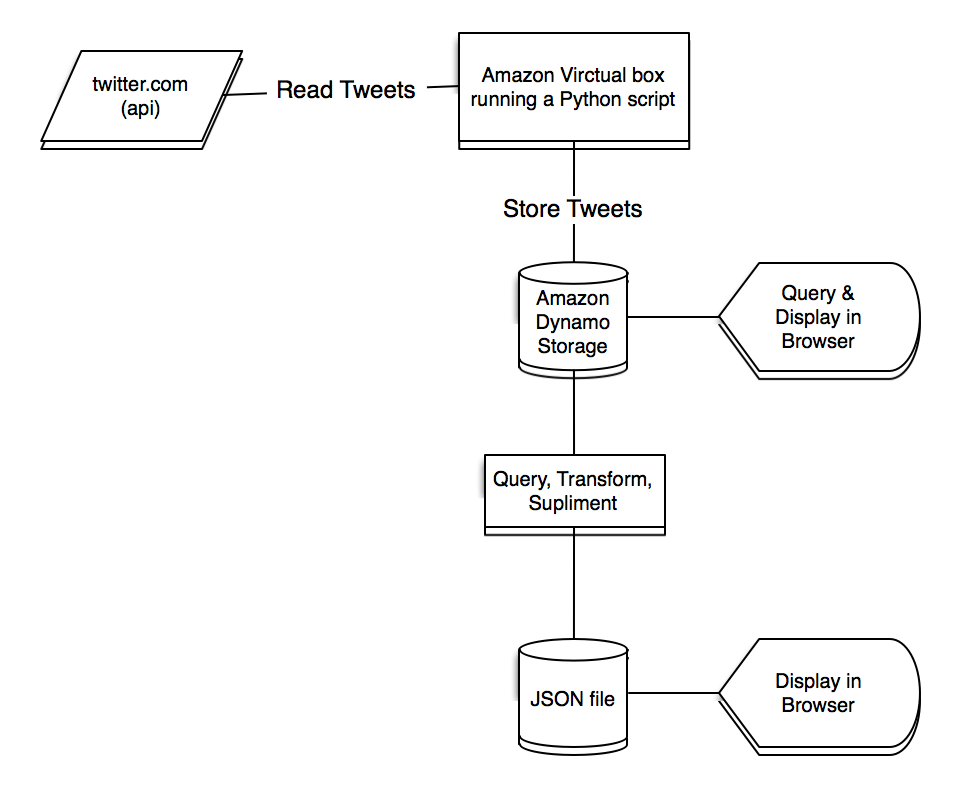 twitter.com
(api)
Read Tweets
Amazon Virctual box
running a Python script
Store Tweets
Amazon
Dynamo
Storage
Query &
Display in
Browser
Query, Transform,
Supliment
JSON file
Display in
Browser